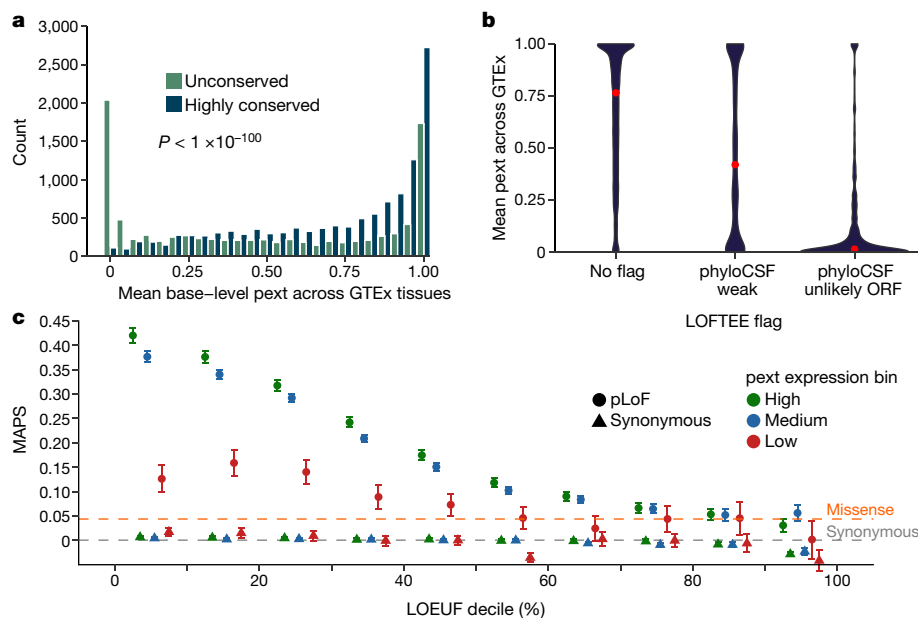 a
3,000
2,500
2,000
1,500
1,000
500
0
Count
Unconserved
Highly conserved
P < 1 ×10⁻¹⁰⁰
0
0.25
0.50
0.75
1.00
Mean base–level pext across GTEx tissues
b
1.00
0.75
0.50
0.25
0
Mean pext across GTEx
No flag
phyloCSF
weak
phyloCSF
unlikely ORF
LOFTEE flag
c
0.45
0.40
0.35
0.30
0.25
0.20
0.15
0.10
0.05
0
MAPS
pLoF
Synonymous
pext expression bin
High
Medium
Low
Missense
Synonymous
0
20
40
60
80
100
LOEUF decile (%)